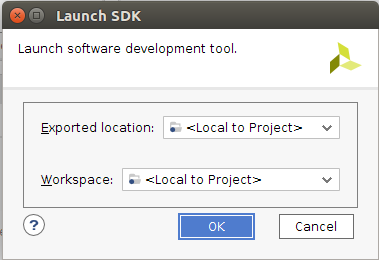 Launch SDK
Launch software development tool.
Exported location: <Local to Project>
Workspace: <Local to Project>
? OK Cancel